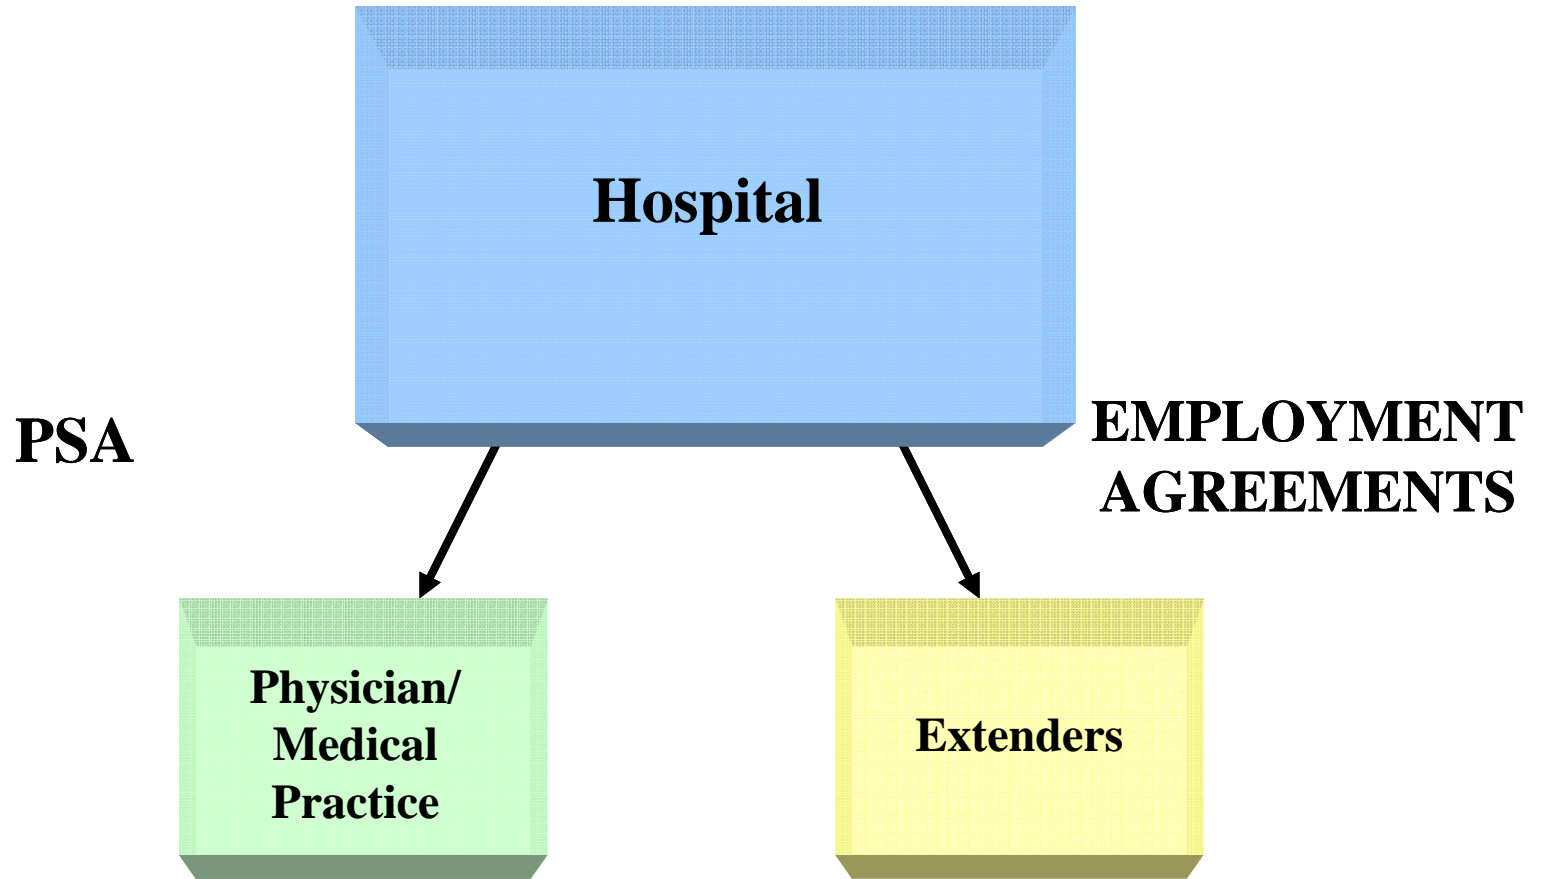 Hospital
PSA
EMPLOYMENT
AGREEMENTS
Physician/
Medical
Practice
Extenders